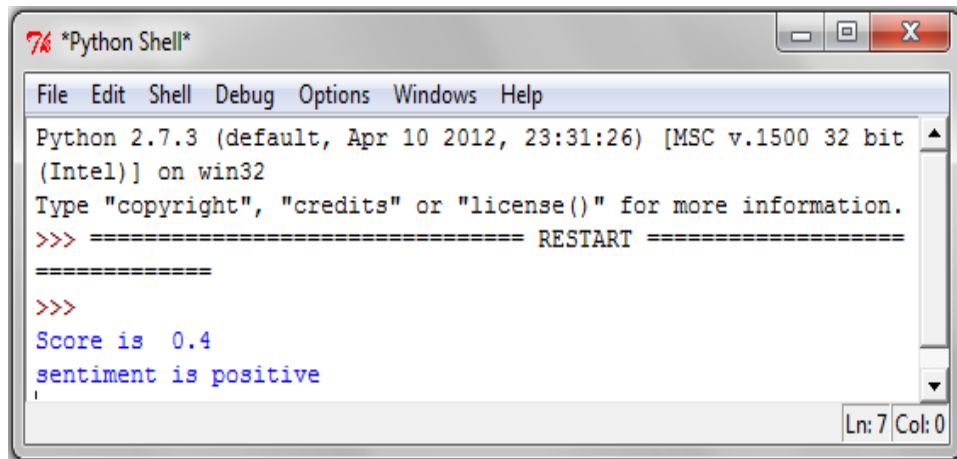 *Python Shell*
File Edit Shell Debug Options Windows Help
Python 2.7.3 (default, Apr 10 2012, 23:31:26) [MSC v.1500 32 bit
(Intel)] on win32
Type "copyright", "credits" or "license()" for more information.
>>> ================================ RESTART ===================
=============
>>>
Score is  0.4
sentiment is positive
Ln: 7 Col: 0